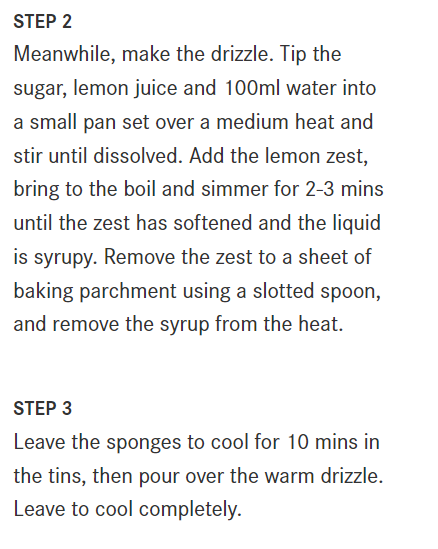 STEP 2
Meanwhile, make the drizzle. Tip the
sugar, lemon juice and 100ml water into
a small pan set over a medium heat and
stir until dissolved. Add the lemon zest,
bring to the boil and simmer for 2-3 mins
until the zest has softened and the liquid
is syrupy. Remove the zest to a sheet of
baking parchment using a slotted spoon,
and remove the syrup from the heat.
STEP 3
Leave the sponges to cool for 10 mins in
the tins, then pour over the warm drizzle.
Leave to cool completely.